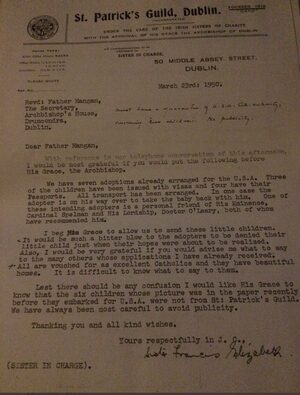 FOUNDED 1910
St. Patrick's Guild, Dublin.
UNDER THE CARE OF THE IRISH SISTERS OF CHARITY
WITH THE APPROVAL OF HIS GRACE THE ARCHBISHOP OF DUBLIN
SISTER IN CHARGE,
50 MIDDLE ABBEY STREET,
DUBLIN.
March 23rd. 1950.
Revd: Father Mangan,
The Secretary,
Archbishop's House,
Drumcondra,
Dublin.
Dear Father Mangan,
With reference to our telephone conversation of this afternoon,
I would be most grateful if you would put the following before
His Grace, the Archbishop.
We have seven adoptions already arranged for the U.S.A. Three
of the children have been issued with visas and four have their
Passports. All transport has been arranged. In one case the
adopter is on his way over to take the baby back with him. One of
these intending adopters is a personal friend of His Eminence,
Cardinal Spelman and His Lordship, Doctor O'Leary, both of whom
have recommended him.
I beg His Grace to allow us to send these little children.
It would be such a bitter blow to the adopters to be denied their
little child just when their hopes were about to be realised.
Also, I would be very grateful if you would advise me what to say
to the many others whose applications I have already received.
All are vouched for as excellent Catholics and they have beautiful
homes. It is difficult to know what to say to them.
Lest there should be any confusion I would like His Grace to
know that the six children whose picture was in the paper recently
before they embarked for U.S.A. were not from St: Patrick's Guild.
We have always been most careful to avoid publicity.
Thanking you and all kind wishes.
Yours respectfully in J. C.,
Sister Francis Elizabeth
(SISTER IN CHARGE).